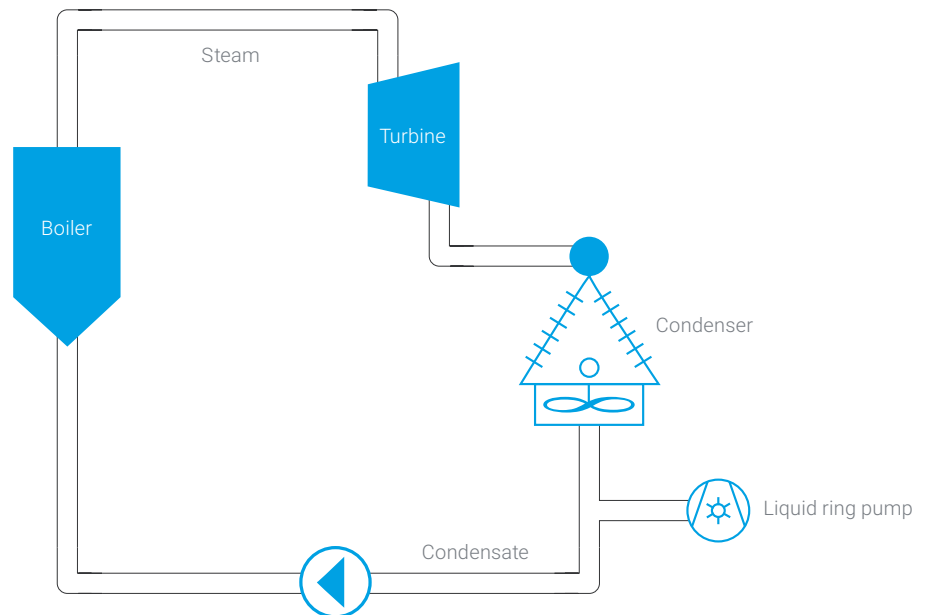 Steam
Turbine
Boiler
Condenser
Liquid ring pump
Condensate